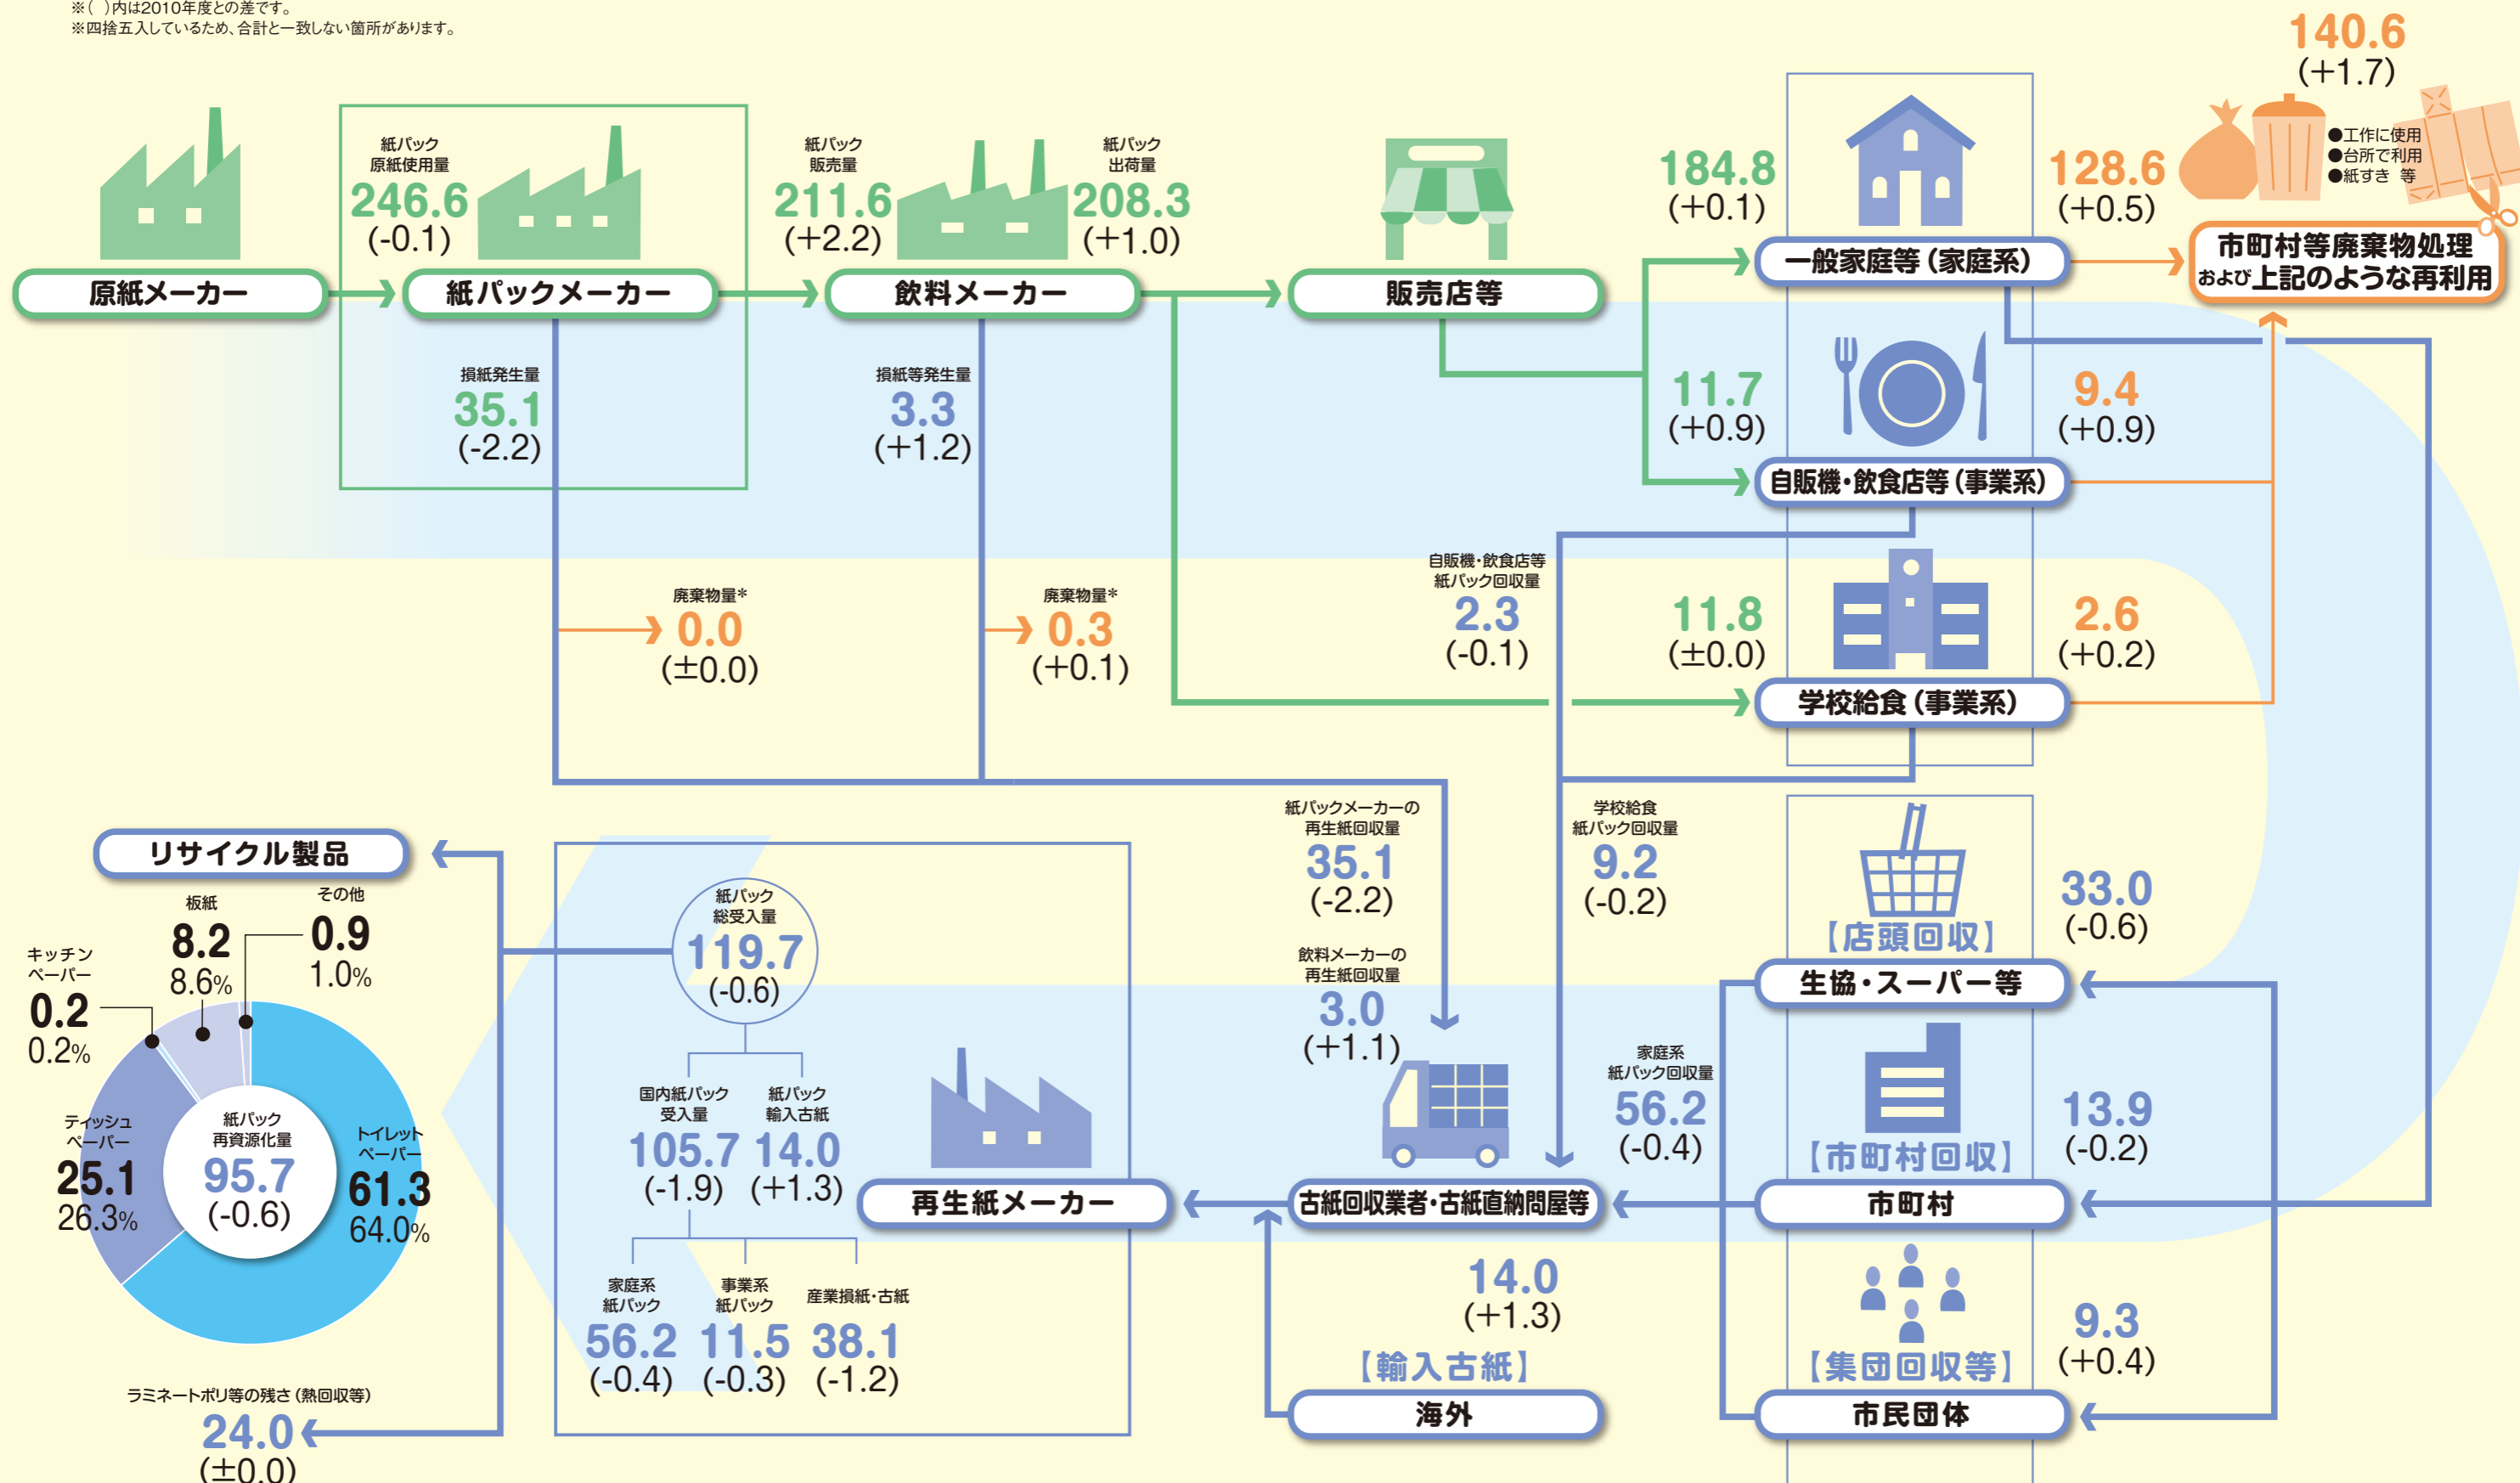 ※(　)内は2010年度との差です。
※四捨五入しているため、合計と一致しない箇所があります。
140.6
(+1.7)
●工作に使用
●台所で利用
●紙すき 等
市町村等廃棄物処理
および上記のような再利用
原紙メーカー
紙パック
原紙使用量
246.6
(-0.1)
紙パックメーカー
損紙発生量
35.1
(-2.2)
紙パック
販売量
211.6
(+2.2)
飲料メーカー
紙パック
出荷量
208.3
(+1.0)
損紙等発生量
3.3
(+1.2)
販売店等
184.8
(+0.1)
一般家庭等(家庭系)
128.6
(+0.5)
11.7
(+0.9)
自販機・飲食店等(事業系)
9.4
(+0.9)
廃棄物量*
0.0
(±0.0)
廃棄物量*
0.3
(+0.1)
自販機・飲食店等
紙パック回収量
2.3
(-0.1)
11.8
(±0.0)
学校給食(事業系)
2.6
(+0.2)
紙パックメーカーの
再生紙回収量
35.1
(-2.2)
飲料メーカーの
再生紙回収量
3.0
(+1.1)
学校給食
紙パック回収量
9.2
(-0.2)
33.0
(-0.6)
【店頭回収】
生協・スーパー等
家庭系
紙パック回収量
56.2
(-0.4)
13.9
(-0.2)
【市町村回収】
市町村
9.3
(+0.4)
【集団回収等】
市民団体
古紙回収業者・古紙直納問屋等
14.0
(+1.3)
【輸入古紙】
海外
再生紙メーカー
紙パック
総受入量
119.7
(-0.6)
国内紙パック
受入量
105.7
(-1.9)
紙パック
輸入古紙
14.0
(+1.3)
家庭系
紙パック
56.2
(-0.4)
事業系
紙パック
11.5
(-0.3)
産業損紙・古紙
38.1
(-1.2)
リサイクル製品
その他
0.9
1.0%
板紙
8.2
8.6%
キッチン
ペーパー
0.2
0.2%
ティッシュ
ペーパー
25.1
26.3%
紙パック
再資源化量
95.7
(-0.6)
トイレット
ペーパー
61.3
64.0%
ラミネートポリ等の残さ(熱回収等)
24.0
(±0.0)